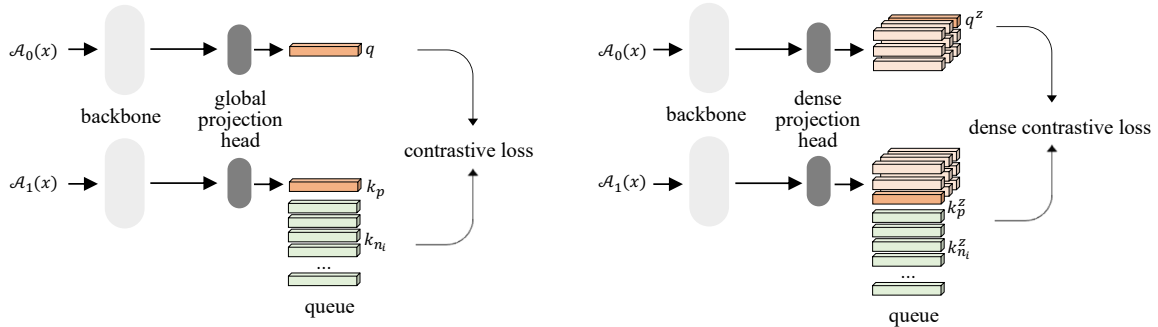 𝒜₀(x)
backbone
global
projection
head
q
contrastive loss
𝒜₁(x)
kₚ
k_{n_i}
...
queue
𝒜₀(x)
backbone
dense
projection
head
q^z
dense contrastive loss
𝒜₁(x)
k_p^z
k_{n_i}^z
...
queue